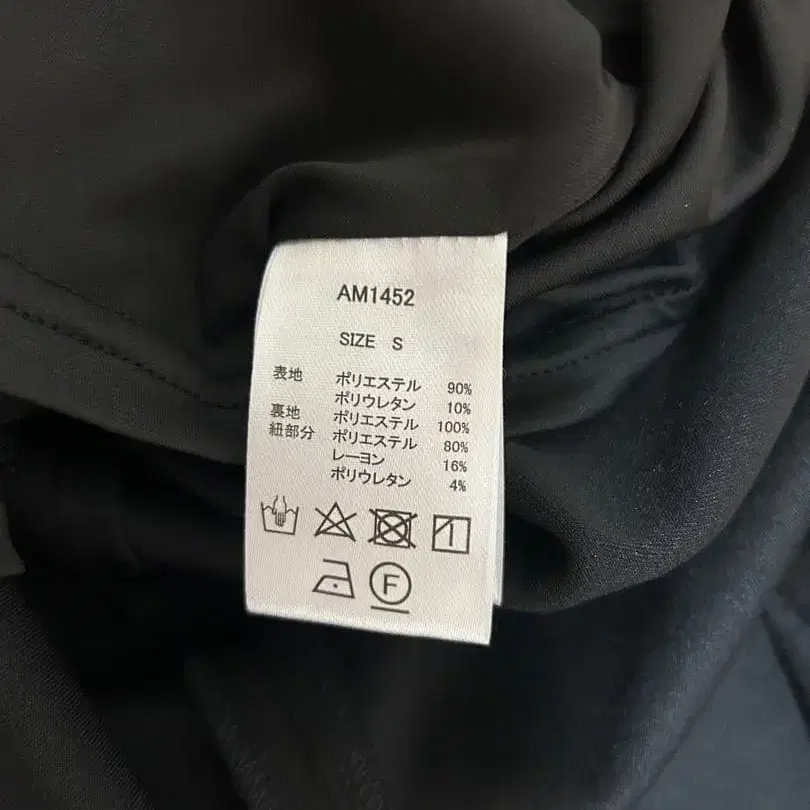 AM1452
SIZE S
表地 ポリエステル 90%
ポリウレタン 10%
裏地 ポリエステル 100%
紐部分 ポリエステル 80%
レーヨン 16%
ポリウレタン 4%
F